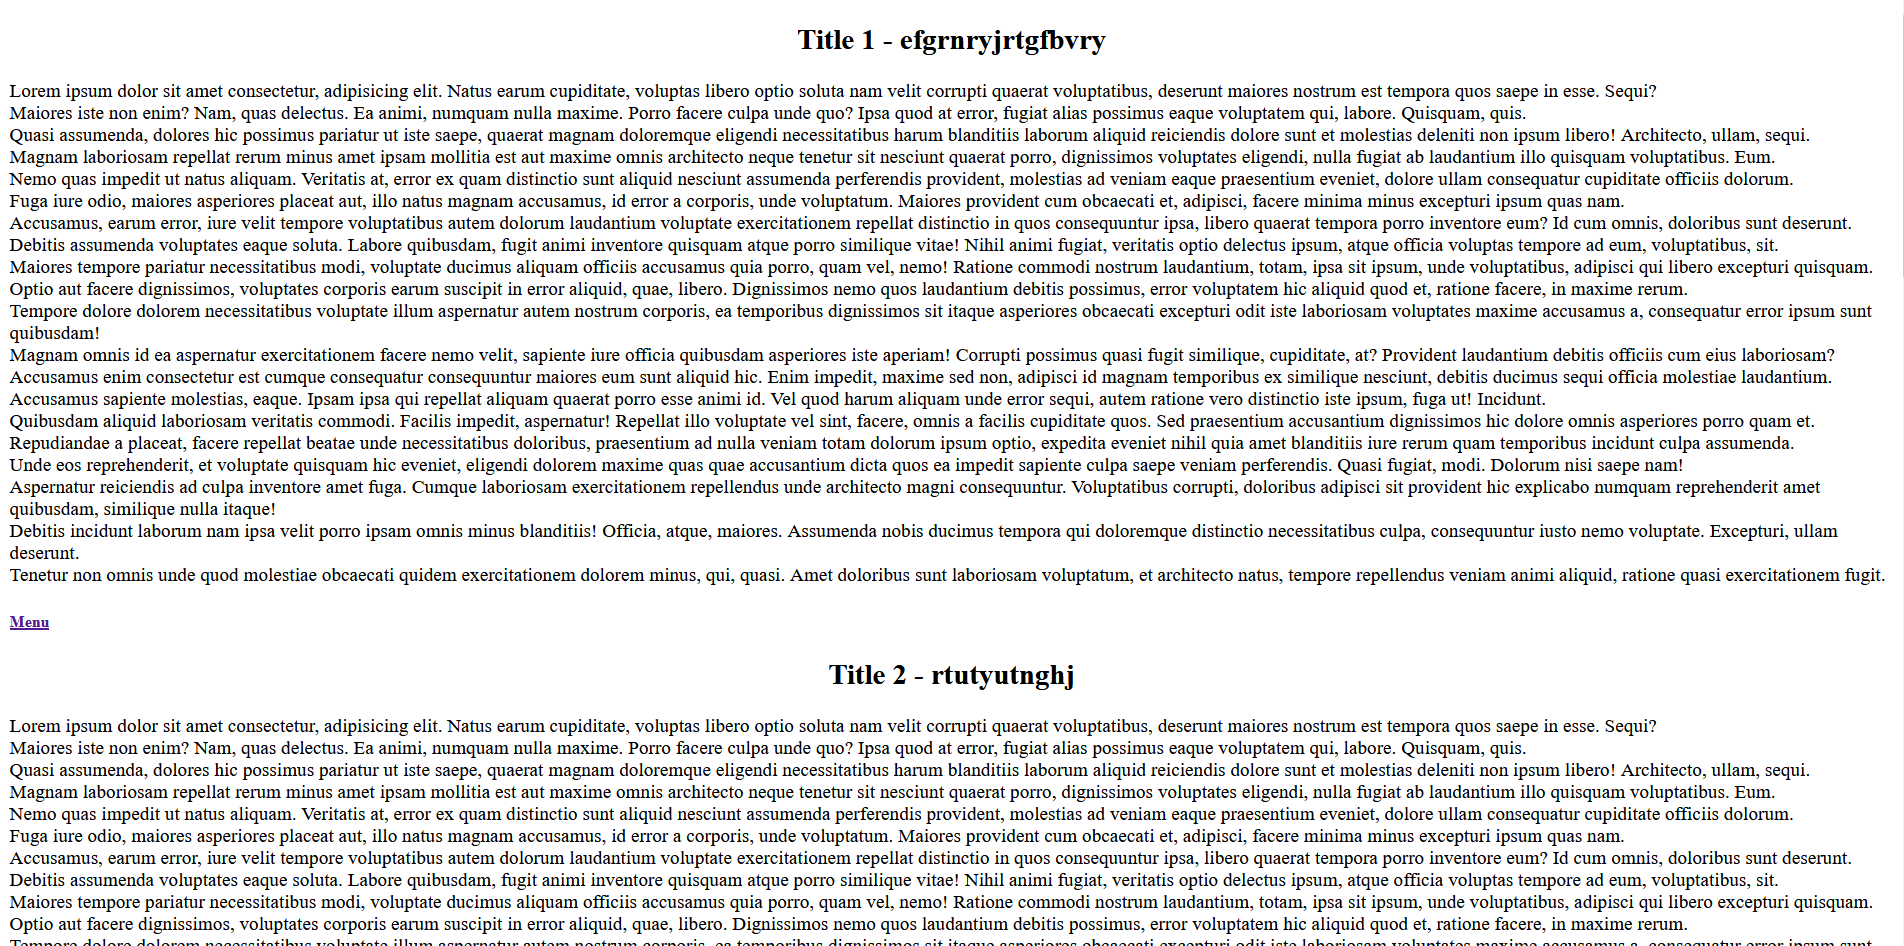 Title 1 - efgrnryjrtgfbvry
Lorem ipsum dolor sit amet consectetur, adipisicing elit. Natus earum cupiditate, voluptas libero optio soluta nam velit corrupti quaerat voluptatibus, deserunt maiores nostrum est tempora quos saepe in esse. Sequi?
Maiores iste non enim? Nam, quas delectus. Ea animi, numquam nulla maxime. Porro facere culpa unde quo? Ipsa quod at error, fugiat alias possimus eaque voluptatem qui, labore. Quisquam, quis.
Quasi assumenda, dolores hic possimus pariatur ut iste saepe, quaerat magnam doloremque eligendi necessitatibus harum blanditiis laborum aliquid reiciendis dolore sunt et molestias deleniti non ipsum libero! Architecto, ullam, sequi.
Magnam laboriosam repellat rerum minus amet ipsam mollitia est aut maxime omnis architecto neque tenetur sit nesciunt quaerat porro, dignissimos voluptates eligendi, nulla fugiat ab laudantium illo quisquam voluptatibus. Eum.
Nemo quas impedit ut natus aliquam. Veritatis at, error ex quam distinctio sunt aliquid nesciunt assumenda perferendis provident, molestias ad veniam eaque praesentium eveniet, dolore ullam consequatur cupiditate officiis dolorum.
Fuga iure odio, maiores asperiores placeat aut, illo natus magnam accusamus, id error a corporis, unde voluptatum. Maiores provident cum obcaecati et, adipisci, facere minima minus excepturi ipsum quas nam.
Accusamus, earum error, iure velit tempore voluptatibus autem dolorum laudantium voluptate exercitationem repellat distinctio in quos consequuntur ipsa, libero quaerat tempora porro inventore eum? Id cum omnis, doloribus sunt deserunt.
Debitis assumenda voluptates eaque soluta. Labore quibusdam, fugit animi inventore quisquam atque porro similique vitae! Nihil animi fugiat, veritatis optio delectus ipsum, atque officia voluptas tempore ad eum, voluptatibus, sit.
Maiores tempore pariatur necessitatibus modi, voluptate ducimus aliquam officiis accusamus quia porro, quam vel, nemo! Ratione commodi nostrum laudantium, totam, ipsa sit ipsum, unde voluptatibus, adipisci qui libero excepturi quisquam.
Optio aut facere dignissimos, voluptates corporis earum suscipit in error aliquid, quae, libero. Dignissimos nemo quos laudantium debitis possimus, error voluptatem hic aliquid quod et, ratione facere, in maxime rerum.
Tempore dolore dolorem necessitatibus voluptate illum aspernatur autem nostrum corporis, ea temporibus dignissimos sit itaque asperiores obcaecati excepturi odit iste laboriosam voluptates maxime accusamus a, consequatur error ipsum sunt
quibusdam!
Magnam omnis id ea aspernatur exercitationem facere nemo velit, sapiente iure officia quibusdam asperiores iste aperiam! Corrupti possimus quasi fugit similique, cupiditate, at? Provident laudantium debitis officiis cum eius laboriosam?
Accusamus enim consectetur est cumque consequatur consequuntur maiores eum sunt aliquid hic. Enim impedit, maxime sed non, adipisci id magnam temporibus ex similique nesciunt, debitis ducimus sequi officia molestiae laudantium.
Accusamus sapiente molestias, eaque. Ipsam ipsa qui repellat aliquam quaerat porro esse animi id. Vel quod harum aliquam unde error sequi, autem ratione vero distinctio iste ipsum, fuga ut! Incidunt.
Quibusdam aliquid laboriosam veritatis commodi. Facilis impedit, aspernatur! Repellat illo voluptate vel sint, facere, omnis a facilis cupiditate quos. Sed praesentium accusantium dignissimos hic dolore omnis asperiores porro quam et.
Repudiandae a placeat, facere repellat beatae unde necessitatibus doloribus, praesentium ad nulla veniam totam dolorum ipsum optio, expedita eveniet nihil quia amet blanditiis iure rerum quam temporibus incidunt culpa assumenda.
Unde eos reprehenderit, et voluptate quisquam hic eveniet, eligendi dolorem maxime quas quae accusantium dicta quos ea impedit sapiente culpa saepe veniam perferendis. Quasi fugiat, modi. Dolorum nisi saepe nam!
Aspernatur reiciendis ad culpa inventore amet fuga. Cumque laboriosam exercitationem repellendus unde architecto magni consequuntur. Voluptatibus corrupti, doloribus adipisci sit provident hic explicabo numquam reprehenderit amet
quibusdam, similique nulla itaque!
Debitis incidunt laborum nam ipsa velit porro ipsam omnis minus blanditiis! Officia, atque, maiores. Assumenda nobis ducimus tempora qui doloremque distinctio necessitatibus culpa, consequuntur iusto nemo voluptate. Excepturi, ullam
deserunt.
Tenetur non omnis unde quod molestiae obcaecati quidem exercitationem dolorem minus, qui, quasi. Amet doloribus sunt laboriosam voluptatum, et architecto natus, tempore repellendus veniam animi aliquid, ratione quasi exercitationem fugit.
Menu
Title 2 - rtutyutnghj
Lorem ipsum dolor sit amet consectetur, adipisicing elit. Natus earum cupiditate, voluptas libero optio soluta nam velit corrupti quaerat voluptatibus, deserunt maiores nostrum est tempora quos saepe in esse. Sequi?
Maiores iste non enim? Nam, quas delectus. Ea animi, numquam nulla maxime. Porro facere culpa unde quo? Ipsa quod at error, fugiat alias possimus eaque voluptatem qui, labore. Quisquam, quis.
Quasi assumenda, dolores hic possimus pariatur ut iste saepe, quaerat magnam doloremque eligendi necessitatibus harum blanditiis laborum aliquid reiciendis dolore sunt et molestias deleniti non ipsum libero! Architecto, ullam, sequi.
Magnam laboriosam repellat rerum minus amet ipsam mollitia est aut maxime omnis architecto neque tenetur sit nesciunt quaerat porro, dignissimos voluptates eligendi, nulla fugiat ab laudantium illo quisquam voluptatibus. Eum.
Nemo quas impedit ut natus aliquam. Veritatis at, error ex quam distinctio sunt aliquid nesciunt assumenda perferendis provident, molestias ad veniam eaque praesentium eveniet, dolore ullam consequatur cupiditate officiis dolorum.
Fuga iure odio, maiores asperiores placeat aut, illo natus magnam accusamus, id error a corporis, unde voluptatum. Maiores provident cum obcaecati et, adipisci, facere minima minus excepturi ipsum quas nam.
Accusamus, earum error, iure velit tempore voluptatibus autem dolorum laudantium voluptate exercitationem repellat distinctio in quos consequuntur ipsa, libero quaerat tempora porro inventore eum? Id cum omnis, doloribus sunt deserunt.
Debitis assumenda voluptates eaque soluta. Labore quibusdam, fugit animi inventore quisquam atque porro similique vitae! Nihil animi fugiat, veritatis optio delectus ipsum, atque officia voluptas tempore ad eum, voluptatibus, sit.
Maiores tempore pariatur necessitatibus modi, voluptate ducimus aliquam officiis accusamus quia porro, quam vel, nemo! Ratione commodi nostrum laudantium, totam, ipsa sit ipsum, unde voluptatibus, adipisci qui libero excepturi quisquam.
Optio aut facere dignissimos, voluptates corporis earum suscipit in error aliquid, quae, libero. Dignissimos nemo quos laudantium debitis possimus, error voluptatem hic aliquid quod et, ratione facere, in maxime rerum.